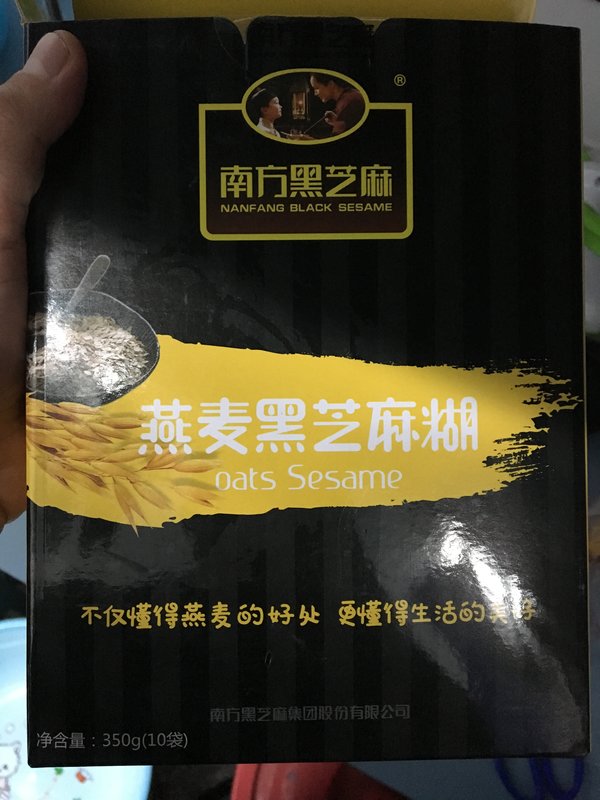 ®
南方黑芝麻
NANFANG BLACK SESAME
燕麦黑芝麻糊
oats Sesame
不仅懂得燕麦的好处 更懂得生活的美好
南方黑芝麻集团股份有限公司
净含量：350g(10袋)